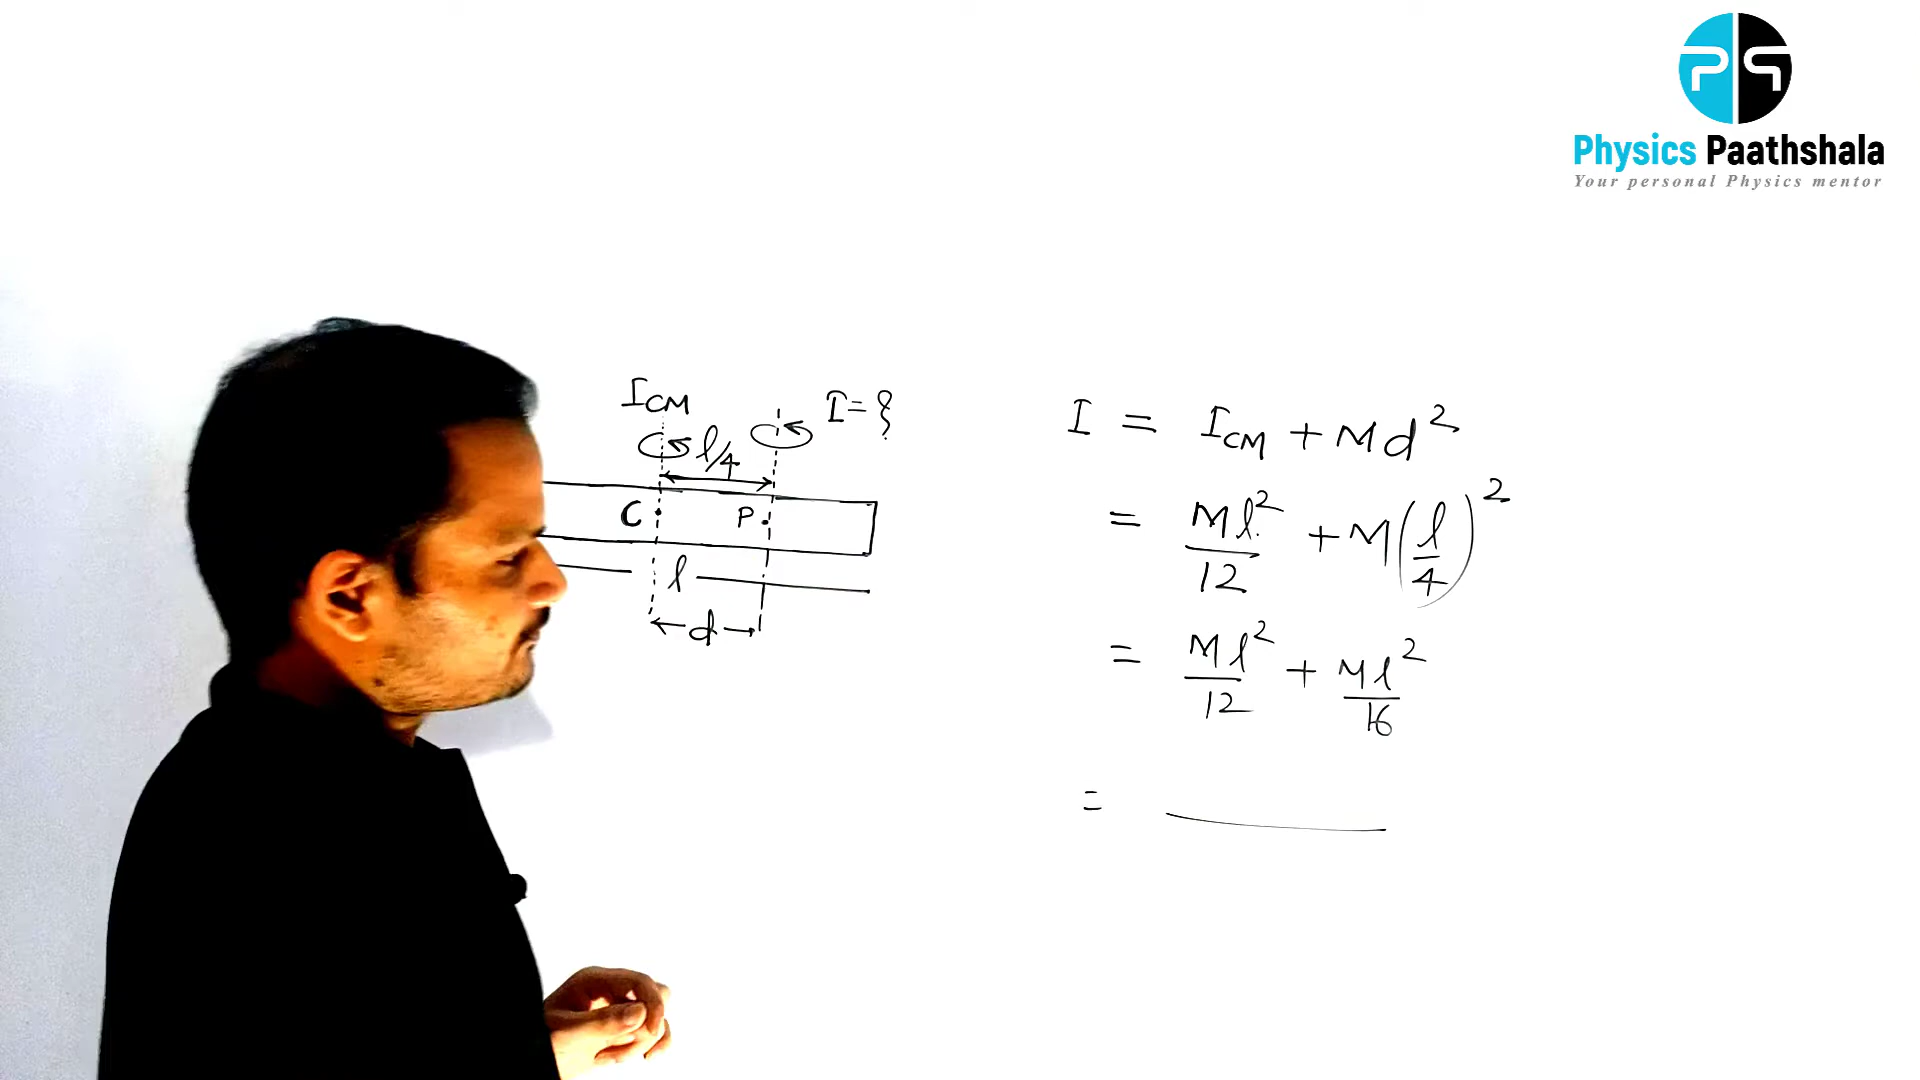 Physics Paathshala
Your personal Physics mentor
I_CM
I = ?
l/4
C P
l
d
I = I_CM + Md²
= Ml²/12 + M(l/4)²
= Ml²/12 + Ml²/16
=